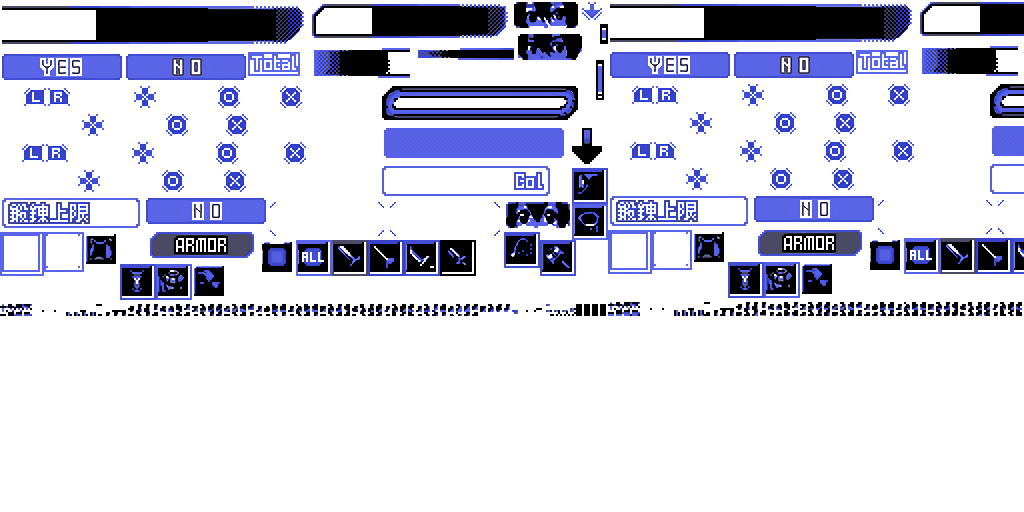 YES NO Total YES NO Total
L R L R
L R L R
Col
鍛錬上限 NO 鍛錬上限 NO
ARMOR ARMOR
ALL ALL